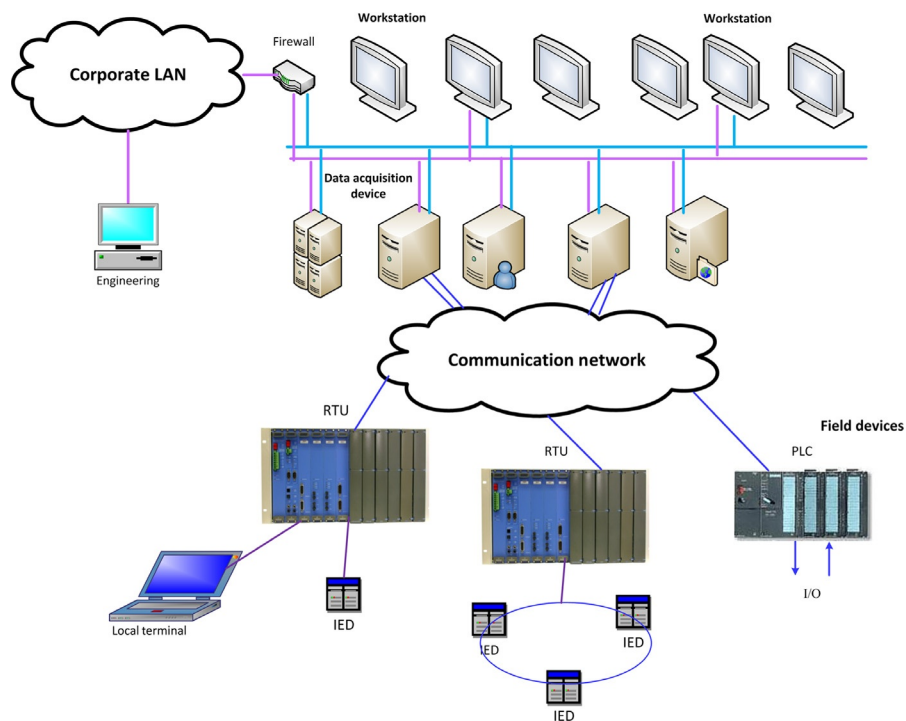 Workstation
Workstation
Firewall
Corporate LAN
Data acquisition
device
Engineering
Communication network
RTU
Field devices
RTU
PLC
I/O
IED
Local terminal
IED
IED
IED